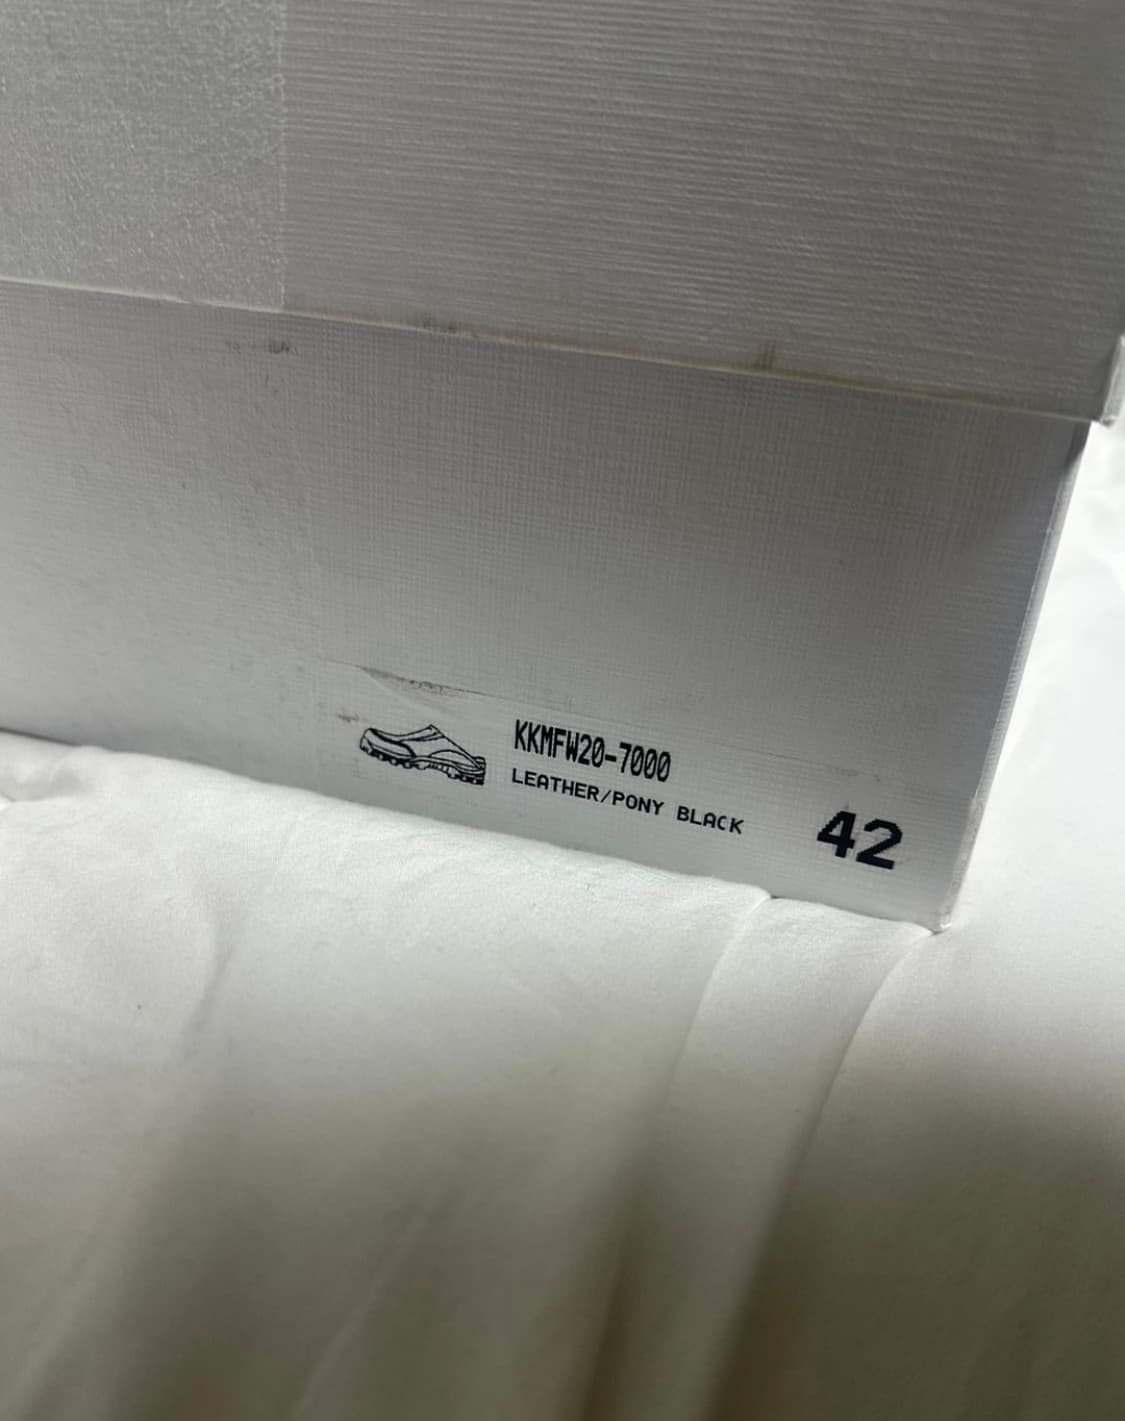 KKMFW20-7000
LEATHER/PONY BLACK
42